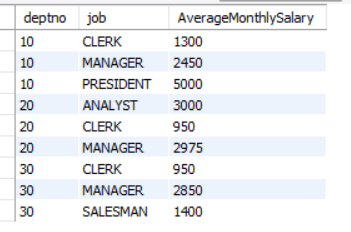 deptno job AverageMonthlySalary
10 CLERK 1300
10 MANAGER 2450
10 PRESIDENT 5000
20 ANALYST 3000
20 CLERK 950
20 MANAGER 2975
30 CLERK 950
30 MANAGER 2850
30 SALESMAN 1400